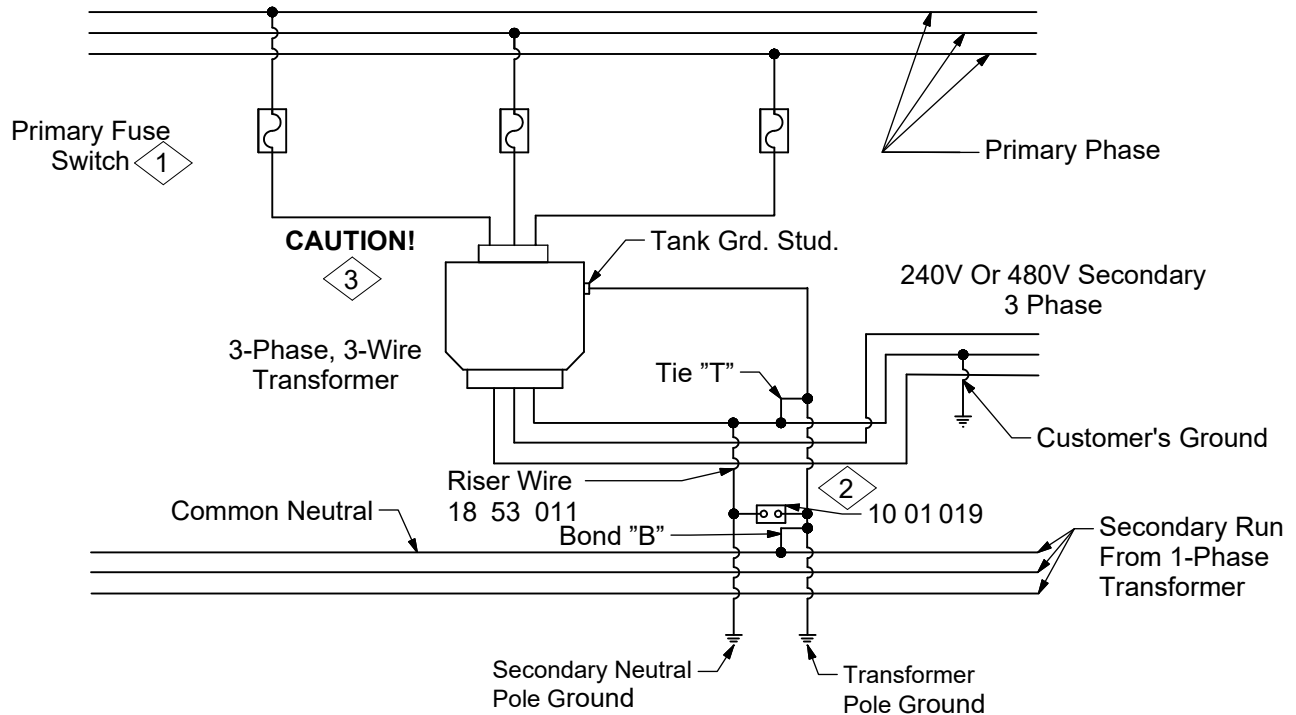 Primary Fuse
Switch
1
Primary Phase
CAUTION!
3
Tank Grd. Stud.
240V Or 480V Secondary
3 Phase
3-Phase, 3-Wire
Transformer
Tie ”T”
Customer's Ground
Riser Wire
18 53 011
2
10 01 019
Common Neutral
Bond ”B”
Secondary Run
From 1-Phase
Transformer
Secondary Neutral
Pole Ground
Transformer
Pole Ground